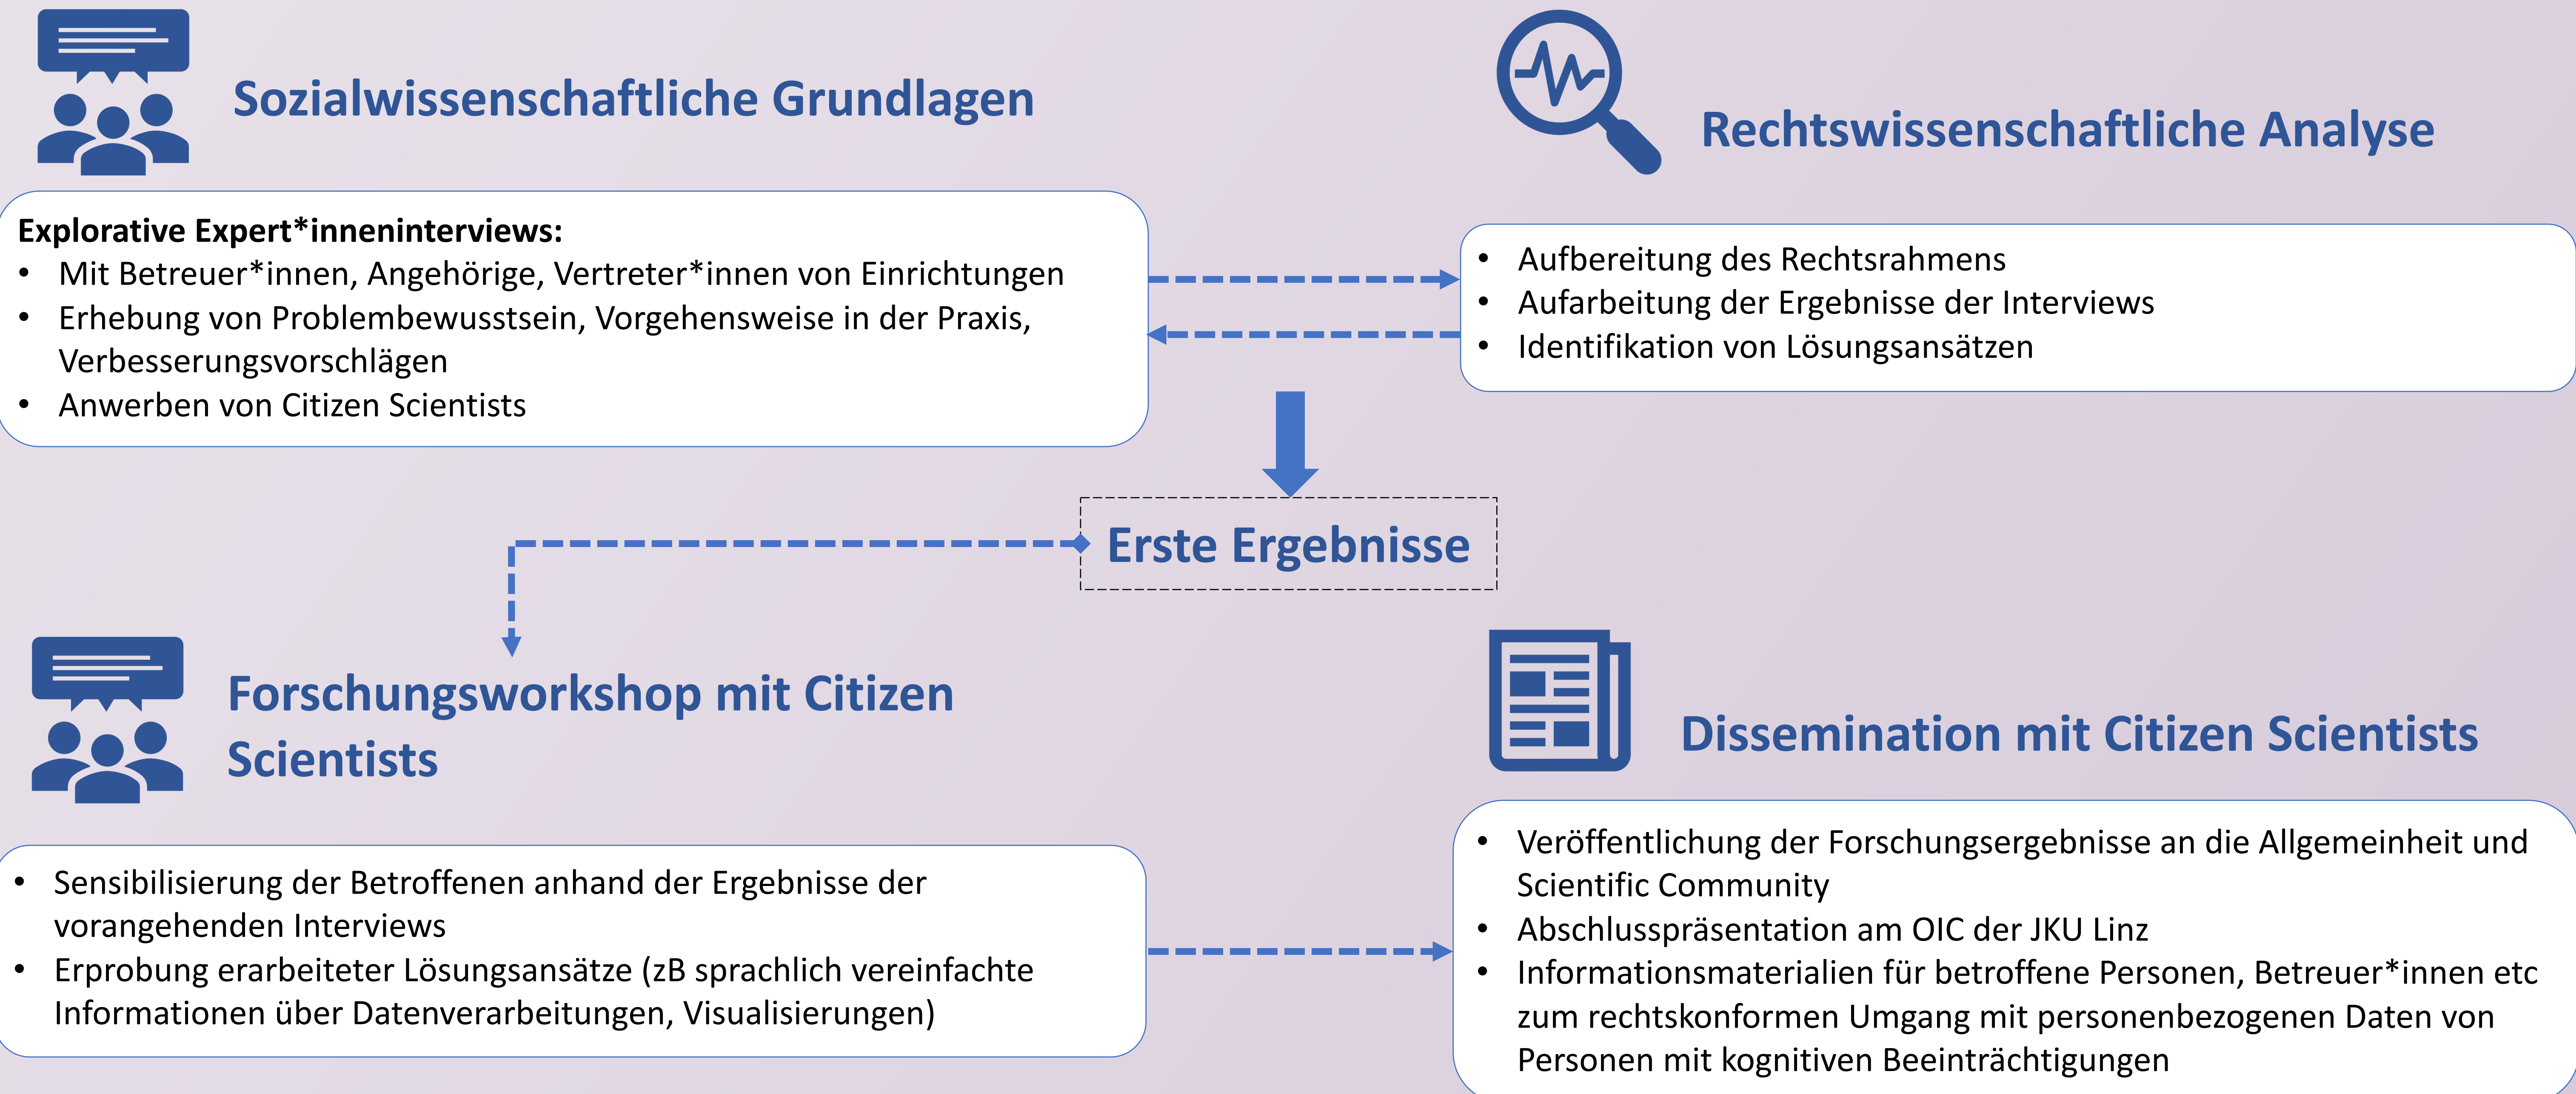 Sozialwissenschaftliche Grundlagen
Explorative Expert*inneninterviews:
• Mit Betreuer*innen, Angehörige, Vertreter*innen von Einrichtungen
• Erhebung von Problembewusstsein, Vorgehensweise in der Praxis,
Verbesserungsvorschlägen
• Anwerben von Citizen Scientists
Rechtswissenschaftliche Analyse
• Aufbereitung des Rechtsrahmens
• Aufarbeitung der Ergebnisse der Interviews
• Identifikation von Lösungsansätzen
Erste Ergebnisse
Forschungsworkshop mit Citizen
Scientists
• Sensibilisierung der Betroffenen anhand der Ergebnisse der
vorangehenden Interviews
• Erprobung erarbeiteter Lösungsansätze (zB sprachlich vereinfachte
Informationen über Datenverarbeitungen, Visualisierungen)
Dissemination mit Citizen Scientists
• Veröffentlichung der Forschungsergebnisse an die Allgemeinheit und
Scientific Community
• Abschlusspräsentation am OIC der JKU Linz
• Informationsmaterialien für betroffene Personen, Betreuer*innen etc
zum rechtskonformen Umgang mit personenbezogenen Daten von
Personen mit kognitiven Beeinträchtigungen